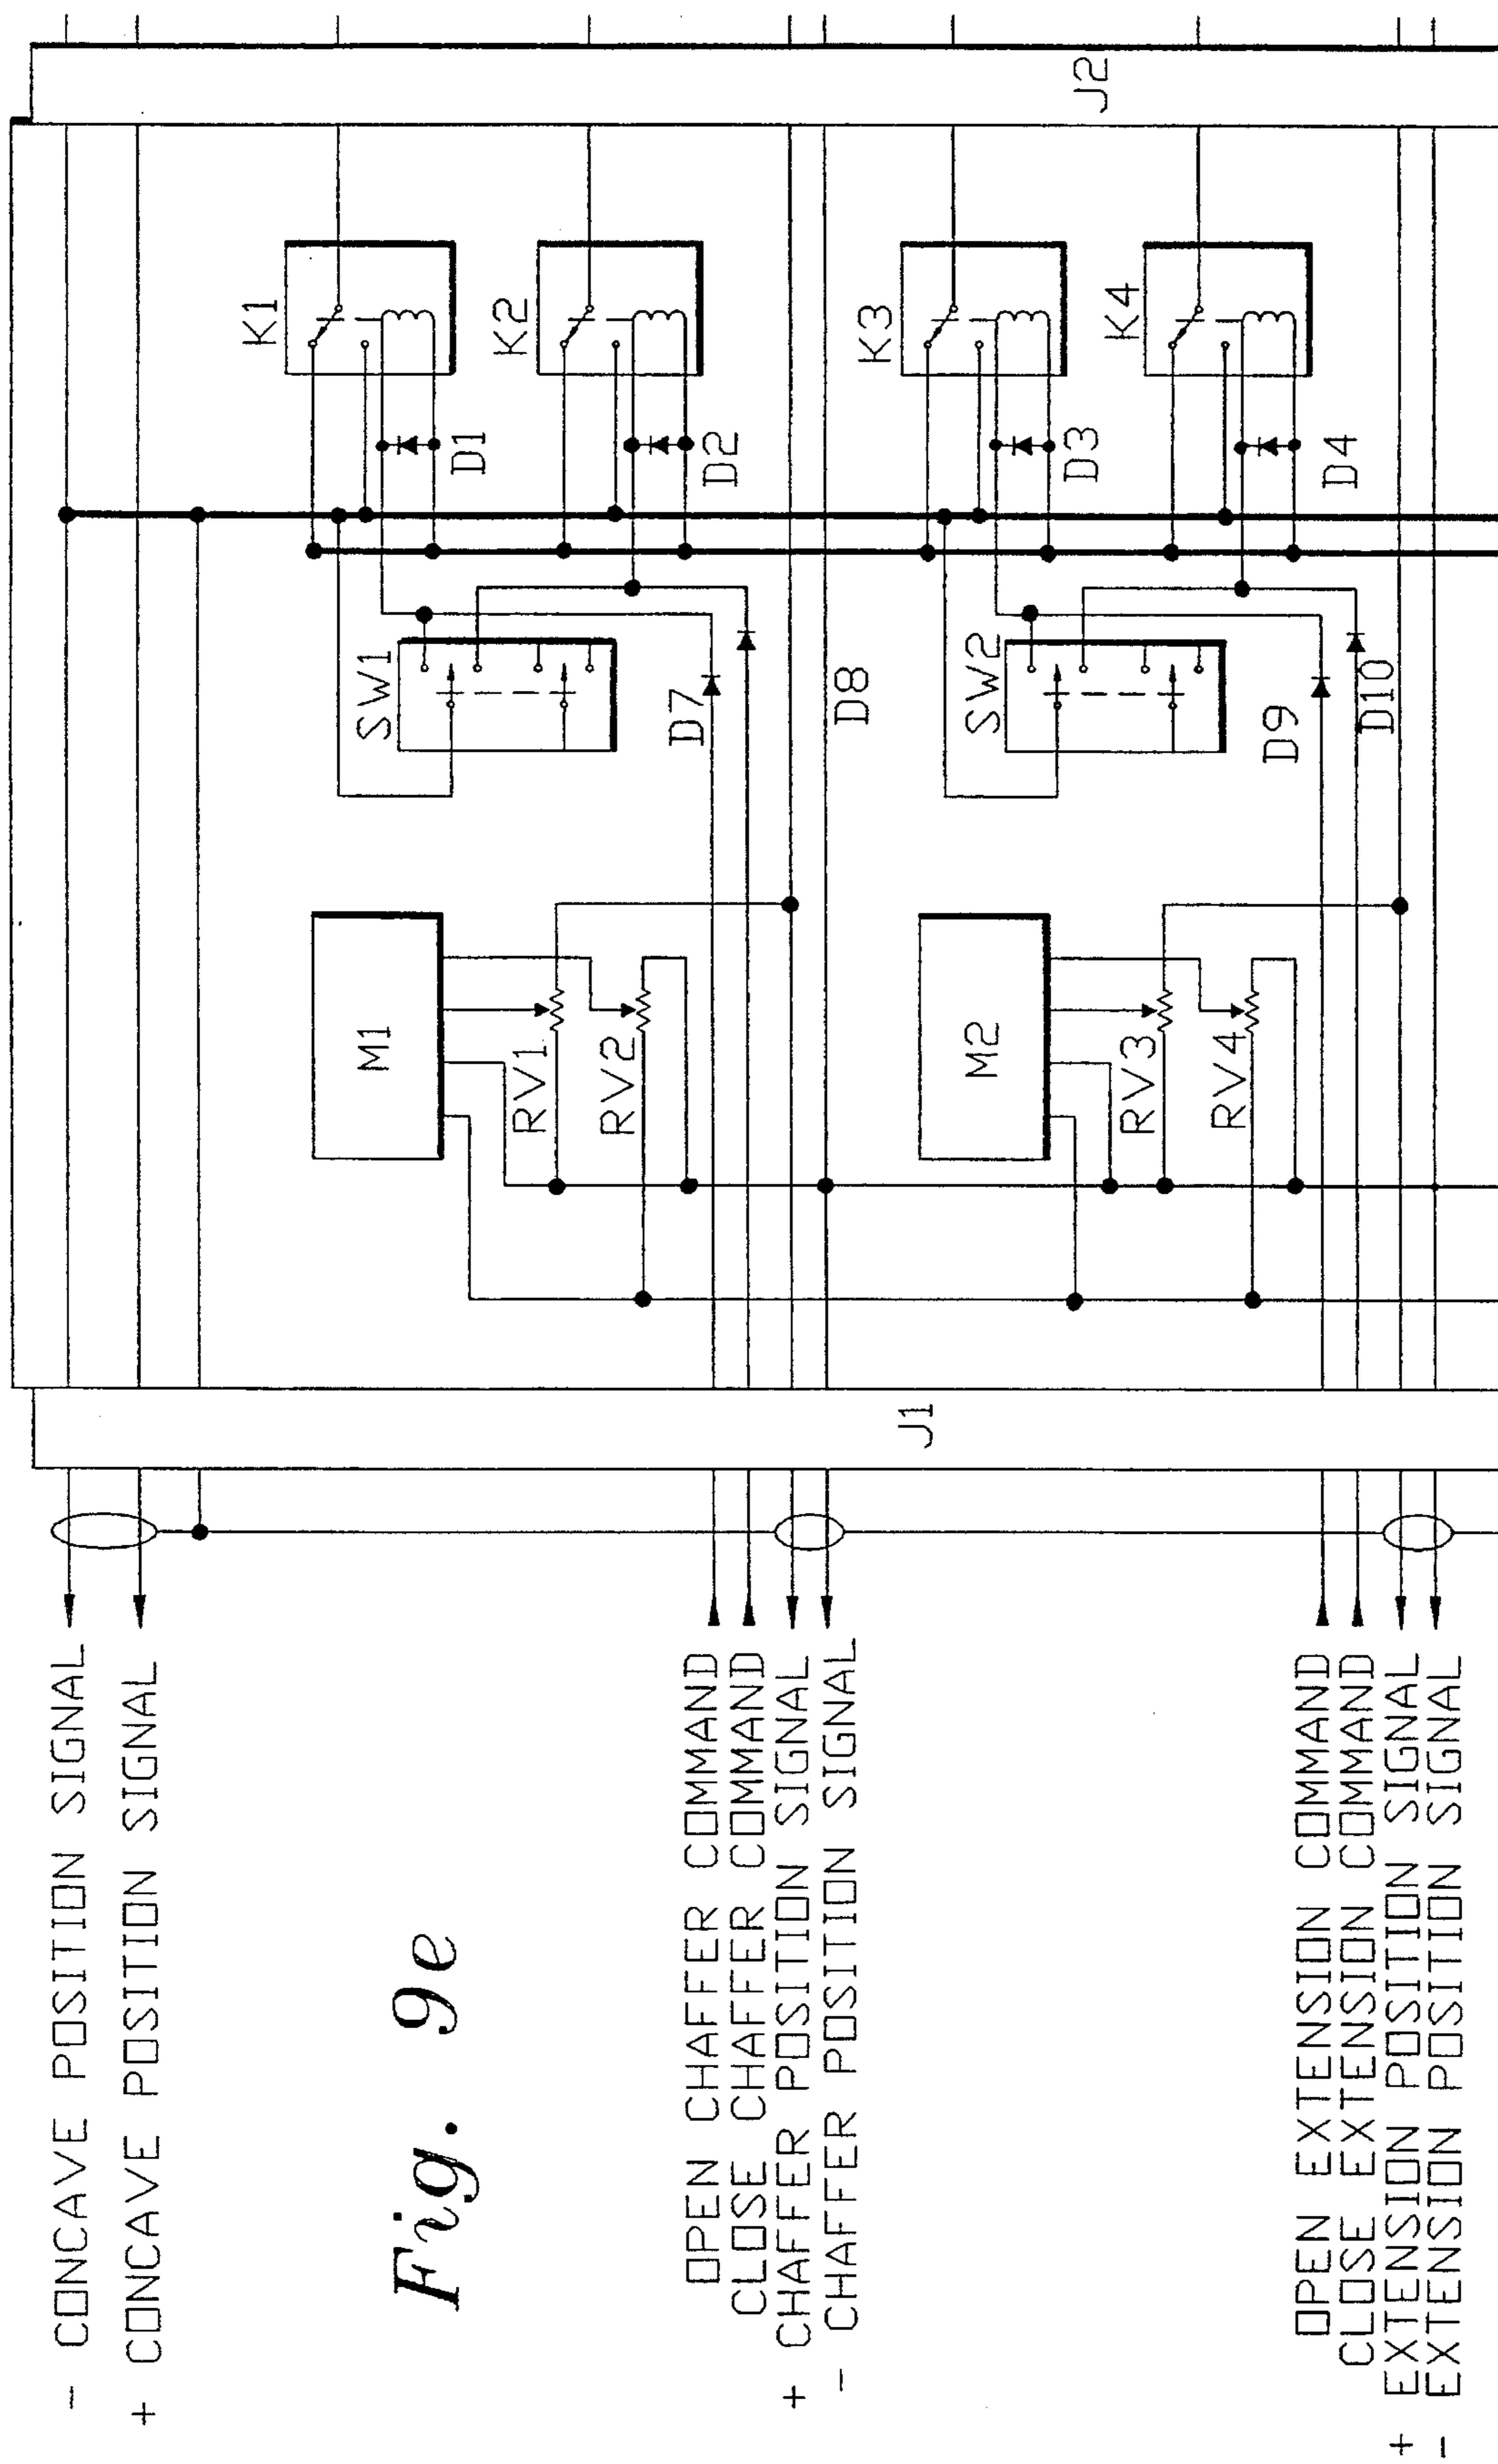 - CONCAVE POSITION SIGNAL
+ CONCAVE POSITION SIGNAL
Fig. 9e
OPEN CHAFFER COMMAND
CLOSE CHAFFER COMMAND
+ CHAFFER POSITION SIGNAL
- CHAFFER POSITION SIGNAL
OPEN EXTENSION COMMAND
CLOSE EXTENSION COMMAND
+ EXTENSION POSITION SIGNAL
- EXTENSION POSITION SIGNAL
J1
M1
RV1
RV2
M2
RV3
RV4
SW1
D7
D8
SW2
D9
D10
K1
D1
K2
D2
K3
D3
K4
D4
J2